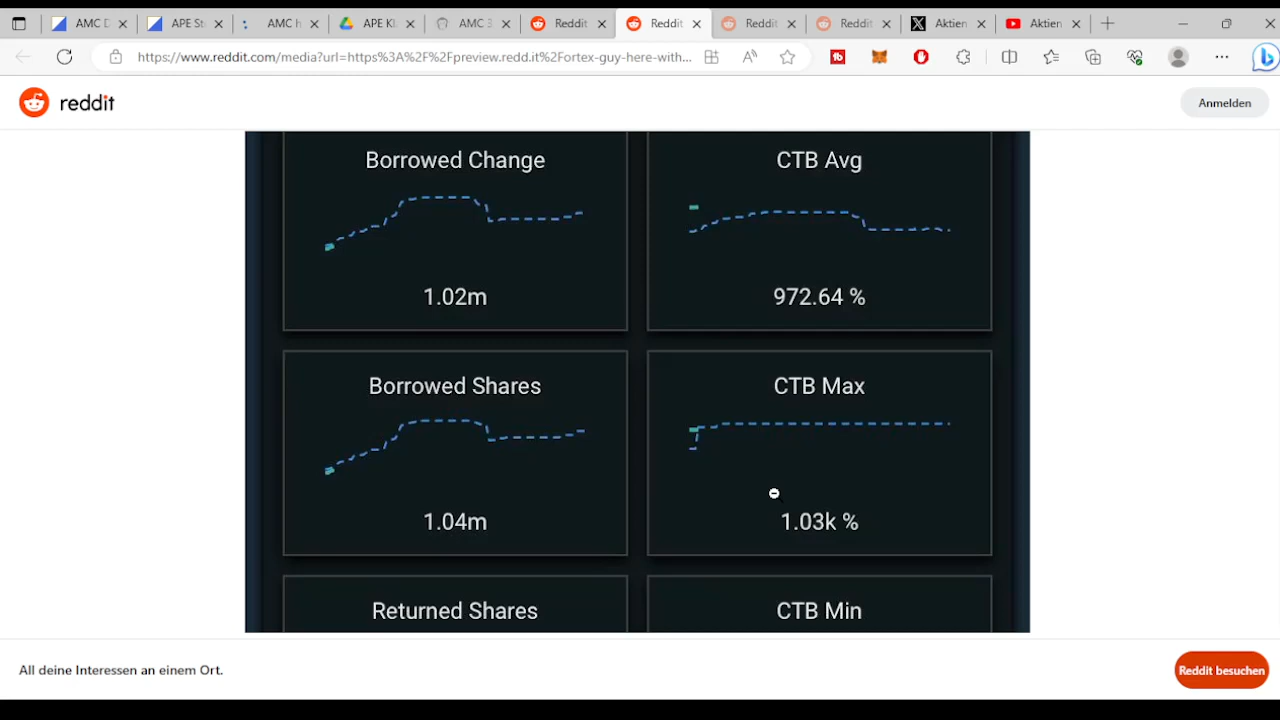 AMC D
APE St
AMC h
APE Kl
AMC 3
Reddit
Reddit
Reddit
Reddit
Aktien
Aktien
https://www.reddit.com/media?url=https%3A%2F%2Fpreview.redd.it%2Fortex-guy-here-with...
reddit
Anmelden
Borrowed Change
1.02m
CTB Avg
972.64 %
Borrowed Shares
1.04m
CTB Max
1.03k %
Returned Shares
CTB Min
All deine Interessen an einem Ort.
Reddit besuchen